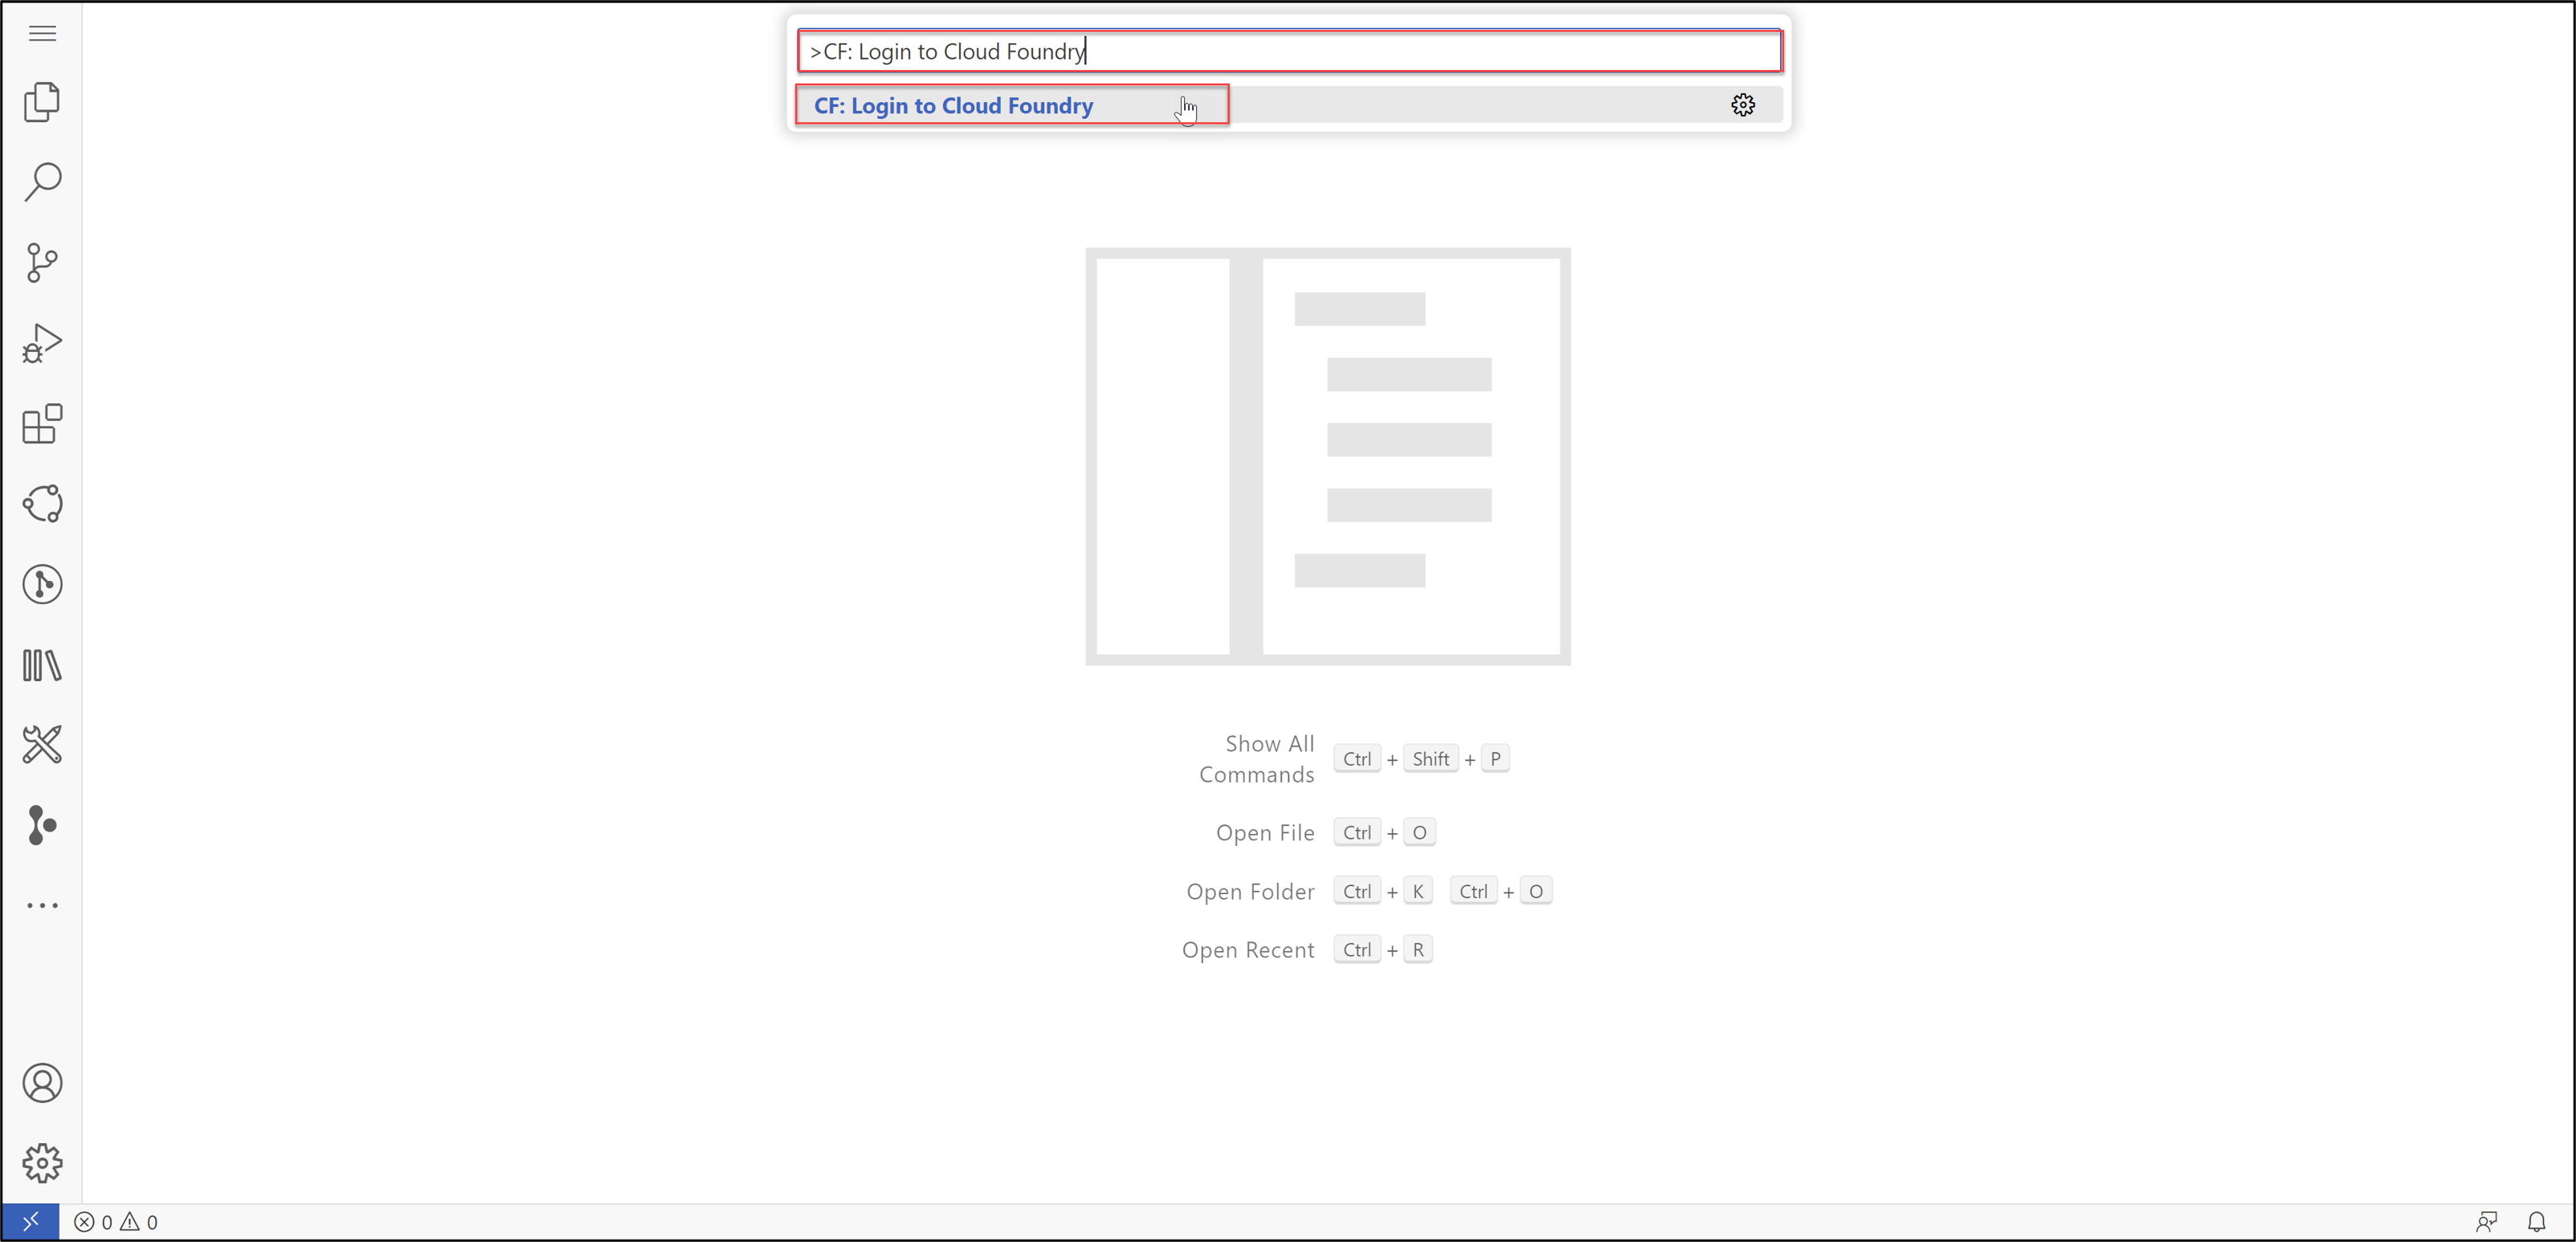 >CF: Login to Cloud Foundry
CF: Login to Cloud Foundry
Show All
Commands
Ctrl + Shift + P
Open File Ctrl + O
Open Folder Ctrl + K Ctrl + O
Open Recent Ctrl + R
0 0